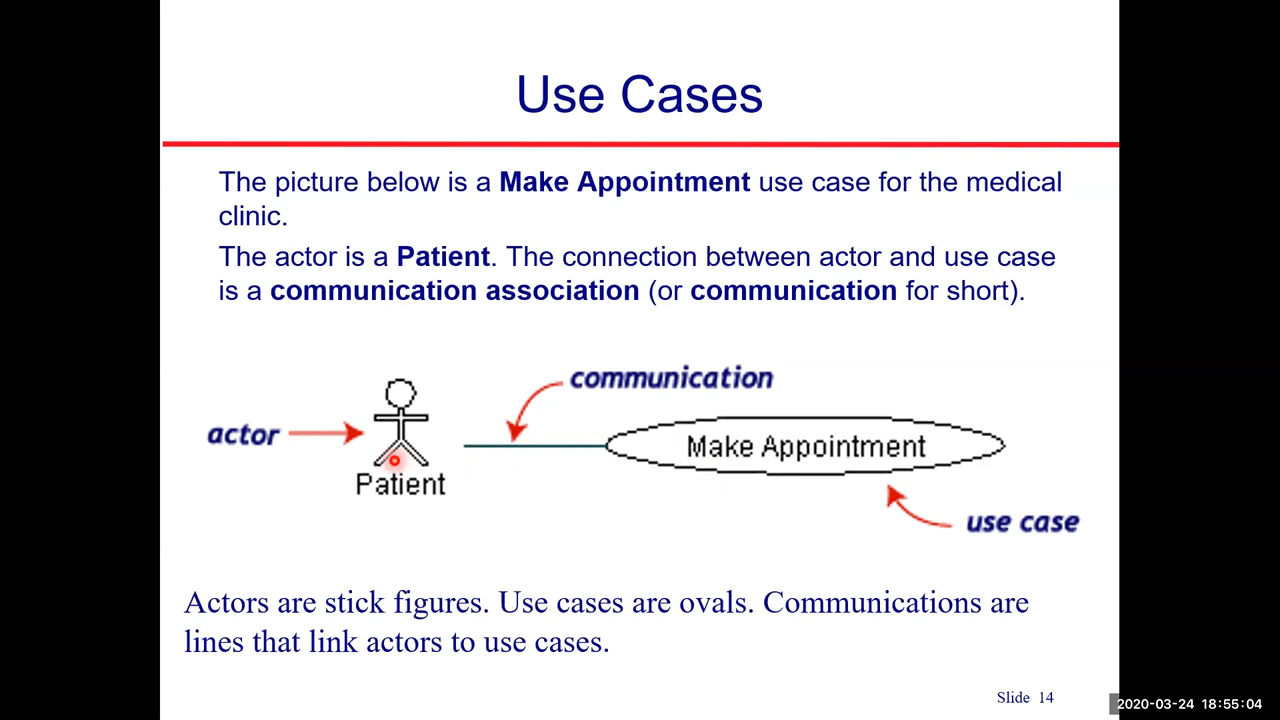 Use Cases
The picture below is a Make Appointment use case for the medical
clinic.
The actor is a Patient. The connection between actor and use case
is a communication association (or communication for short).
communication
actor
Make Appointment
Patient
use case
Actors are stick figures. Use cases are ovals. Communications are
lines that link actors to use cases.
Slide 14
2020-03-24 18:55:04